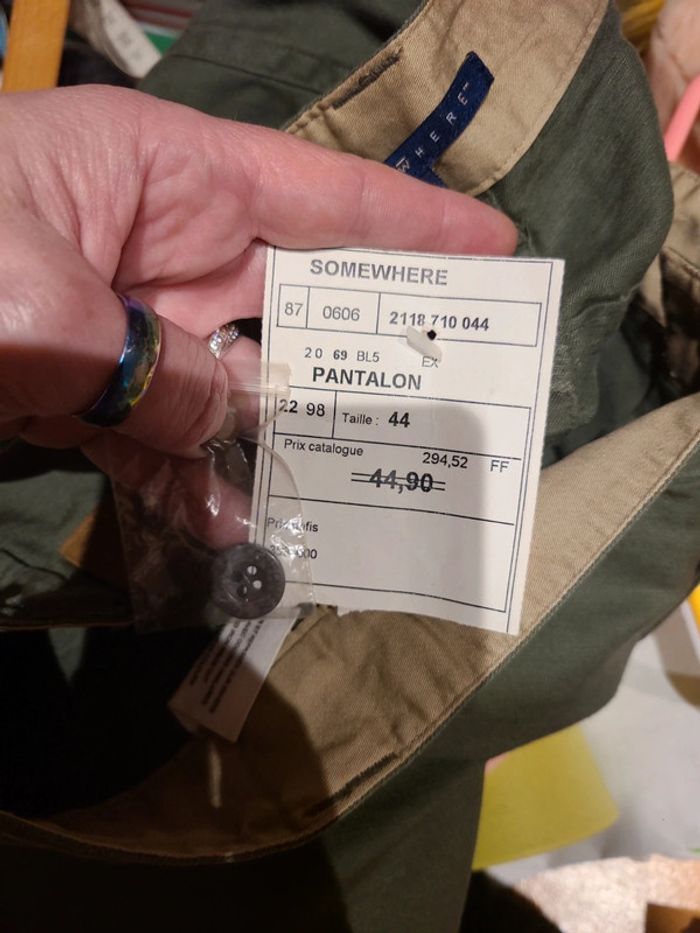 WHERE
SOMEWHERE
87 0606 2118 710 044
20 69 BL5 EX
PANTALON
22 98 Taille : 44
Prix catalogue 294,52 FF
44,90